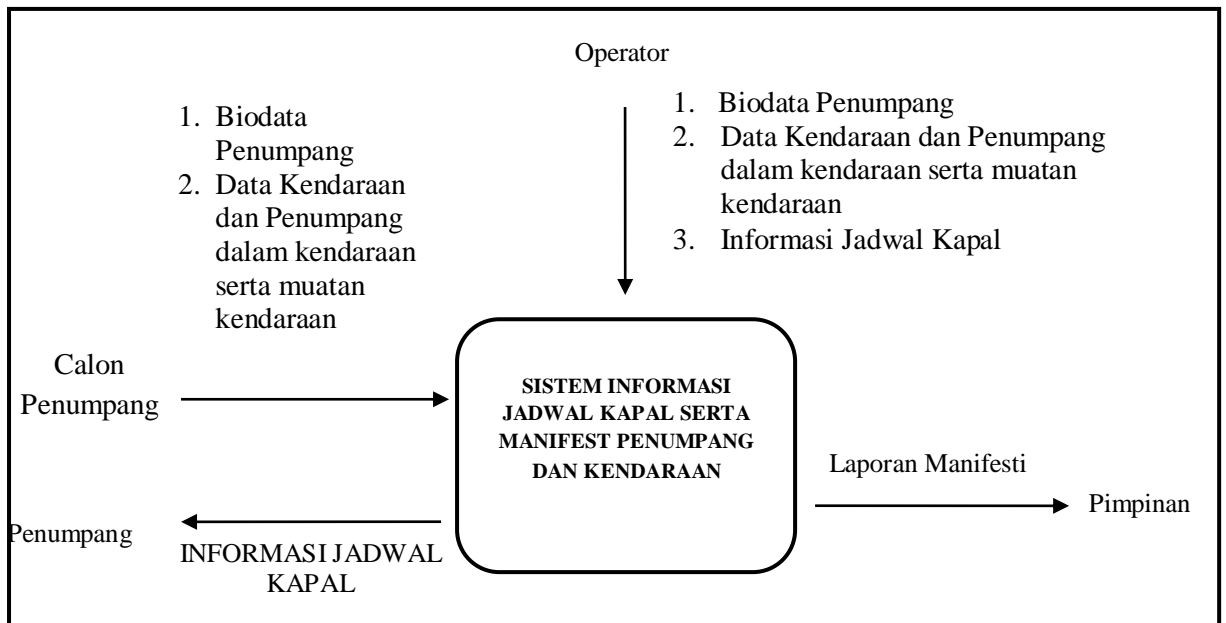 Operator
1. Biodata
Penumpang
2. Data Kendaraan
dan Penumpang
dalam kendaraan
serta muatan
kendaraan
1. Biodata Penumpang
2. Data Kendaraan dan Penumpang
dalam kendaraan serta muatan
kendaraan
3. Informasi Jadwal Kapal
Calon
Penumpang
SISTEM INFORMASI
JADWAL KAPAL SERTA
MANIFEST PENUMPANG
DAN KENDARAAN
Laporan Manifesti
Pimpinan
Penumpang
INFORMASI JADWAL
KAPAL